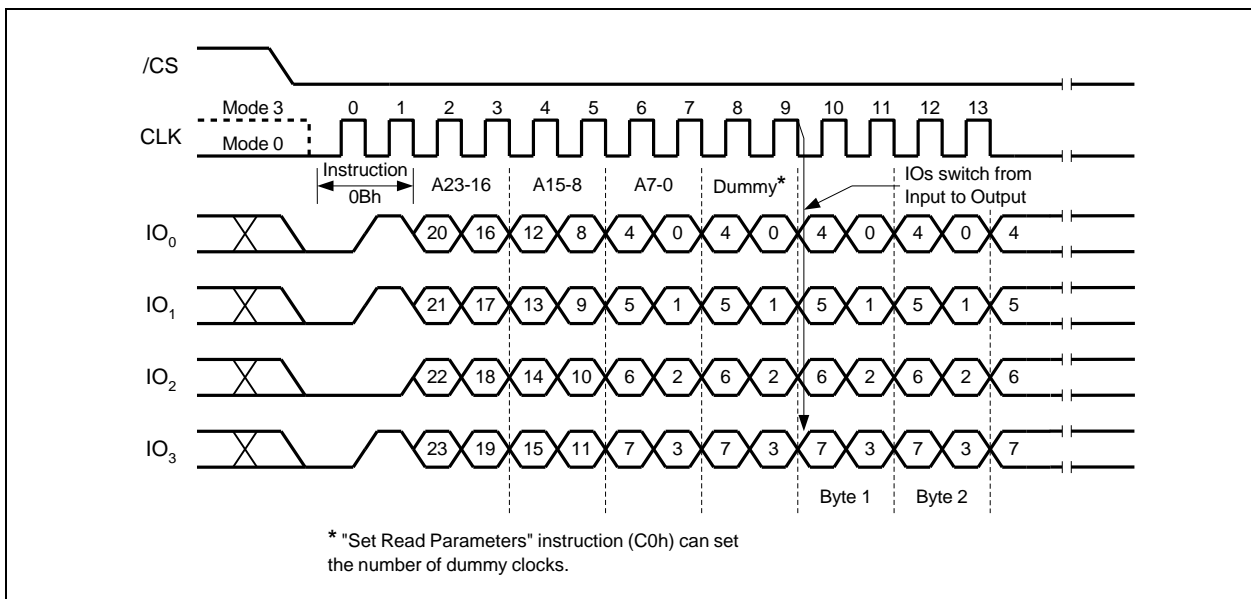 /CS
Mode 3 0 1 2 3 4 5 6 7 8 9 10 11 12 13
CLK
Mode 0
Instruction
0Bh
A23-16 A15-8 A7-0 Dummy*
IOs switch from
Input to Output
IO0 20 16 12 8 4 0 4 0 4 0 4 0 4
IO1 21 17 13 9 5 1 5 1 5 1 5 1 5
IO2 22 18 14 10 6 2 6 2 6 2 6 2 6
IO3 23 19 15 11 7 3 7 3 7 3 7 3 7
Byte 1 Byte 2
* "Set Read Parameters" instruction (C0h) can set
the number of dummy clocks.